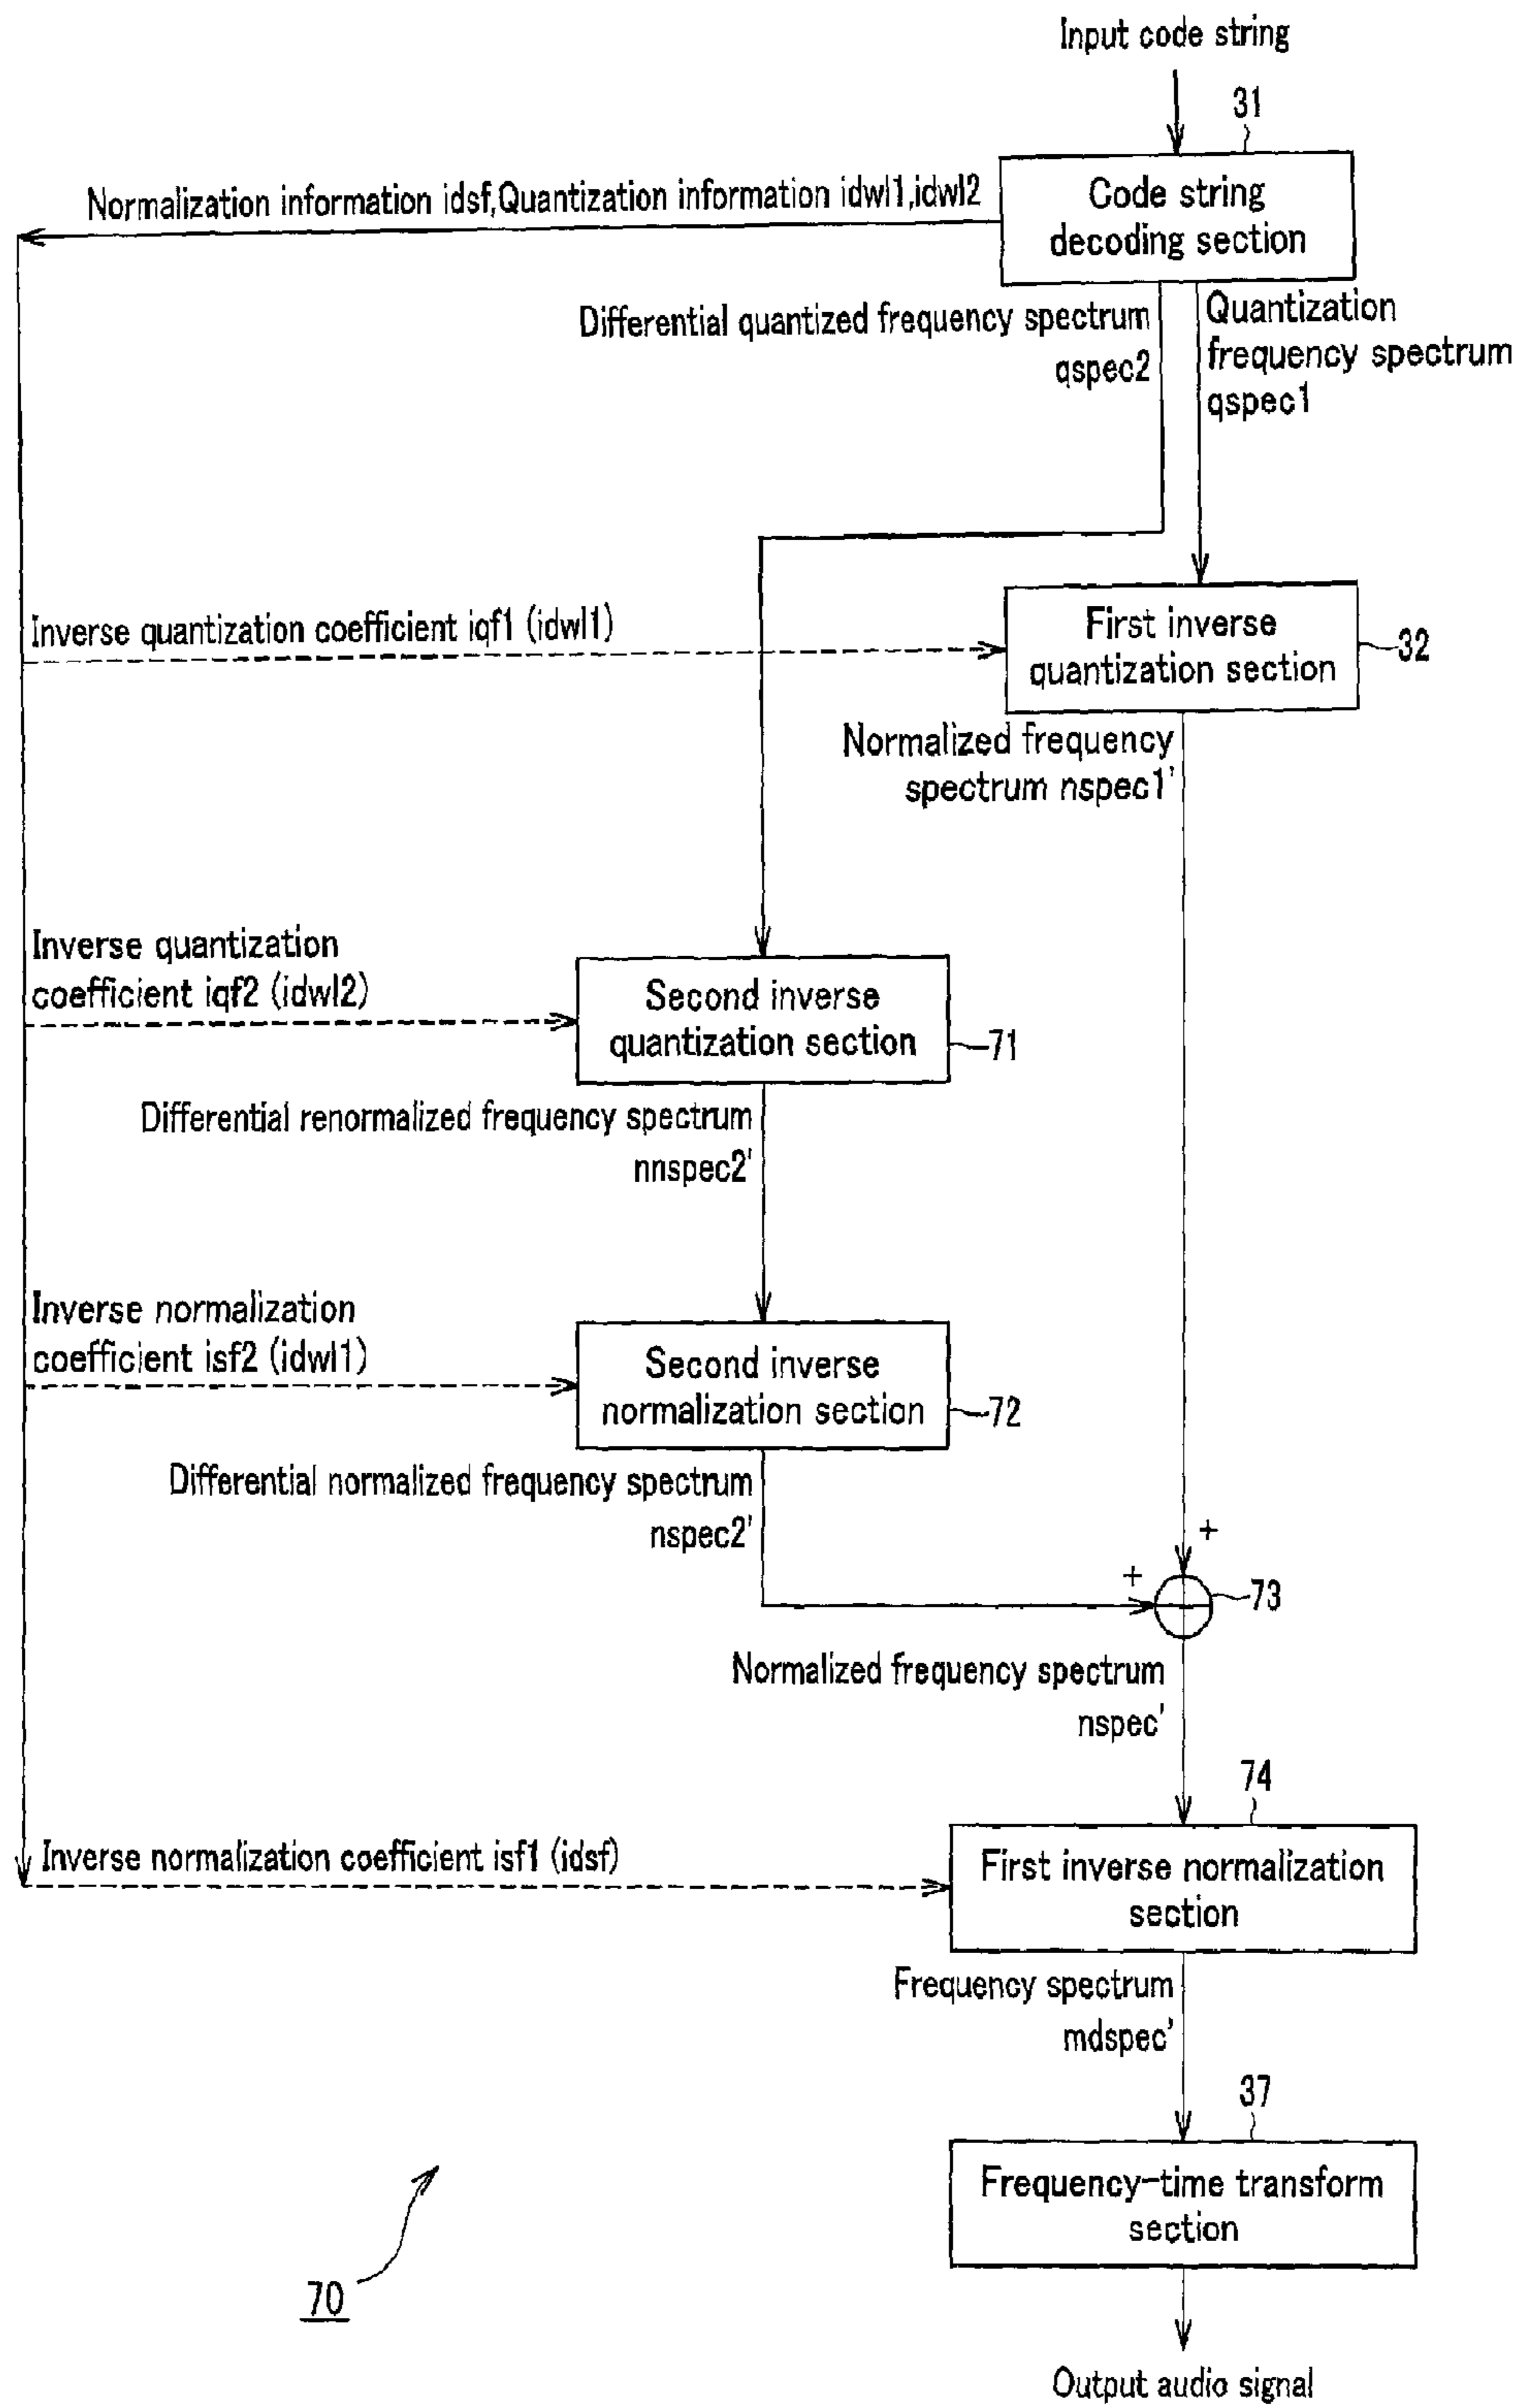 Input code string
31
Code string
decoding section
Normalization information idsf,Quantization information idwl1,idwl2
Differential quantized frequency spectrum
qspec2
Quantization
frequency spectrum
qspec1
Inverse quantization coefficient iqf1 (idwl1)
First inverse
quantization section
32
Normalized frequency
spectrum nspec1'
Inverse quantization
coefficient iqf2 (idwl2)
Second inverse
quantization section
71
Differential renormalized frequency spectrum
nnspec2'
Inverse normalization
coefficient isf2 (idwl1)
Second inverse
normalization section
72
Differential normalized frequency spectrum
nspec2'
+
+
73
Normalized frequency spectrum
nspec'
74
Inverse normalization coefficient isf1 (idsf)
First inverse normalization
section
Frequency spectrum
mdspec'
37
Frequency-time transform
section
70
Output audio signal